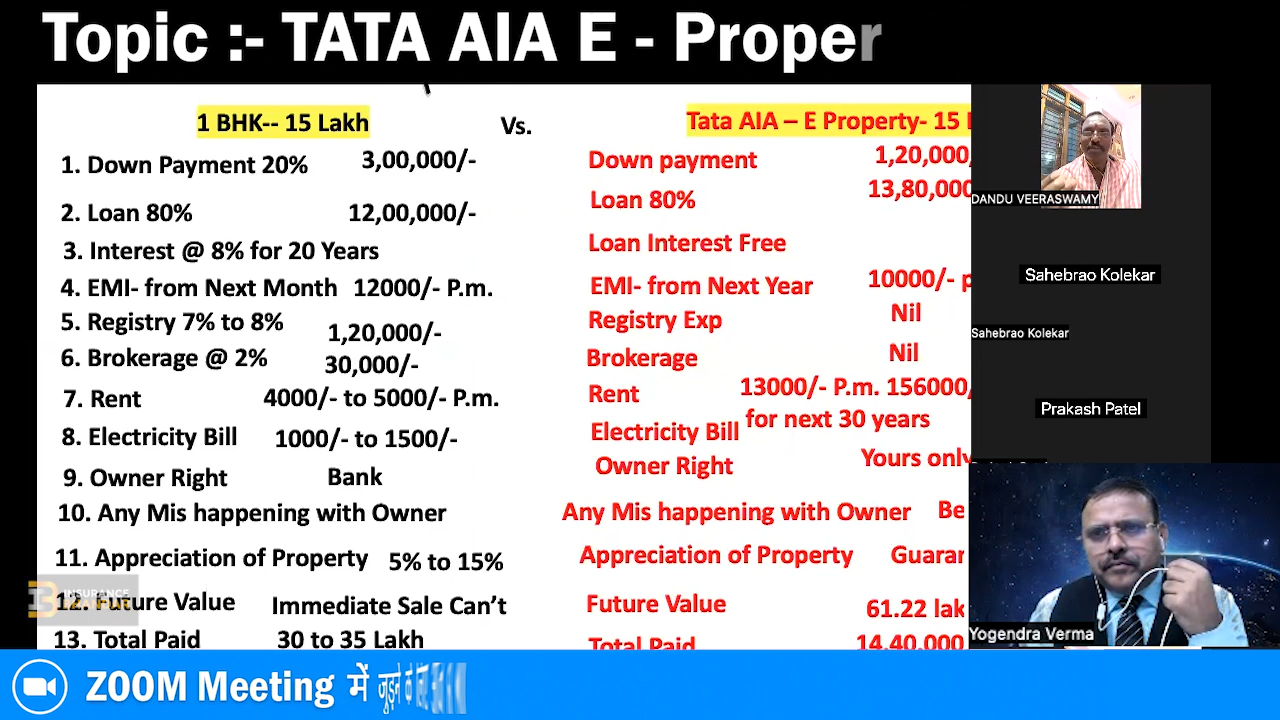 Topic :- TATA AIA E - Proper
1 BHK-- 15 Lakh Vs. Tata AIA – E Property- 15
1. Down Payment 20% 3,00,000/- Down payment 1,20,000/
2. Loan 80% 12,00,000/- Loan 80% 13,80,000
3. Interest @ 8% for 20 Years Loan Interest Free
4. EMI- from Next Month 12000/- P.m. EMI- from Next Year 10000/- p
5. Registry 7% to 8% 1,20,000/- Registry Exp Nil
6. Brokerage @ 2% 30,000/- Brokerage Nil
7. Rent 4000/- to 5000/- P.m. Rent 13000/- P.m. 156000/
for next 30 years
8. Electricity Bill 1000/- to 1500/- Electricity Bill
9. Owner Right Bank Owner Right Yours only
10. Any Mis happening with Owner Any Mis happening with Owner Be
11. Appreciation of Property 5% to 15% Appreciation of Property Guaran
12. Future Value Immediate Sale Can't Future Value 61.22 lak
13. Total Paid 30 to 35 Lakh Total Paid 14,40,000
DANDU VEERASWAMY
Sahebrao Kolekar
Sahebrao Kolekar
Prakash Patel
Yogendra Verma
INSURANCE
ZOOM Meeting में जुड़ने के लिए